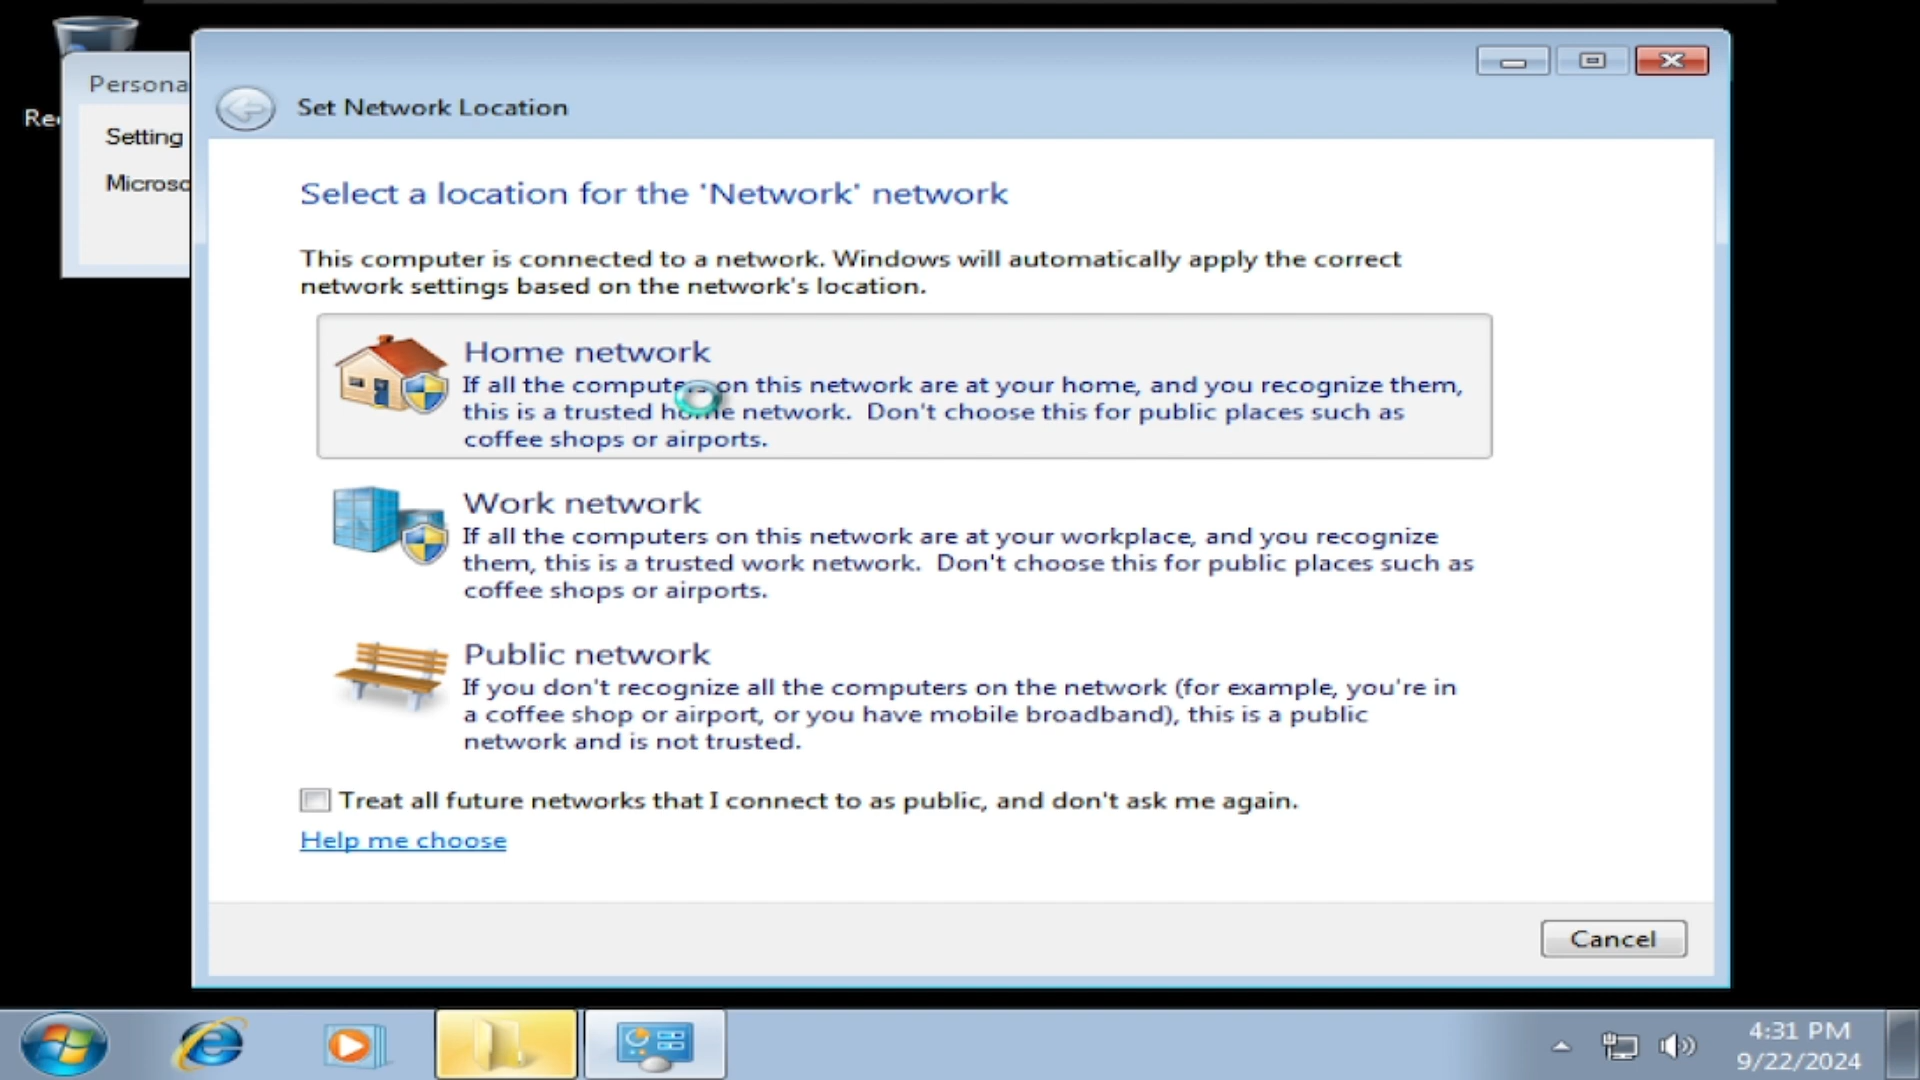 Persona
Setting
Microso
Set Network Location
Select a location for the 'Network' network
This computer is connected to a network. Windows will automatically apply the correct
network settings based on the network's location.
Home network
If all the computers on this network are at your home, and you recognize them,
this is a trusted home network. Don't choose this for public places such as
coffee shops or airports.
Work network
If all the computers on this network are at your workplace, and you recognize
them, this is a trusted work network. Don't choose this for public places such as
coffee shops or airports.
Public network
If you don't recognize all the computers on the network (for example, you're in
a coffee shop or airport, or you have mobile broadband), this is a public
network and is not trusted.
Treat all future networks that I connect to as public, and don't ask me again.
Help me choose
Cancel
4:31 PM
9/22/2024